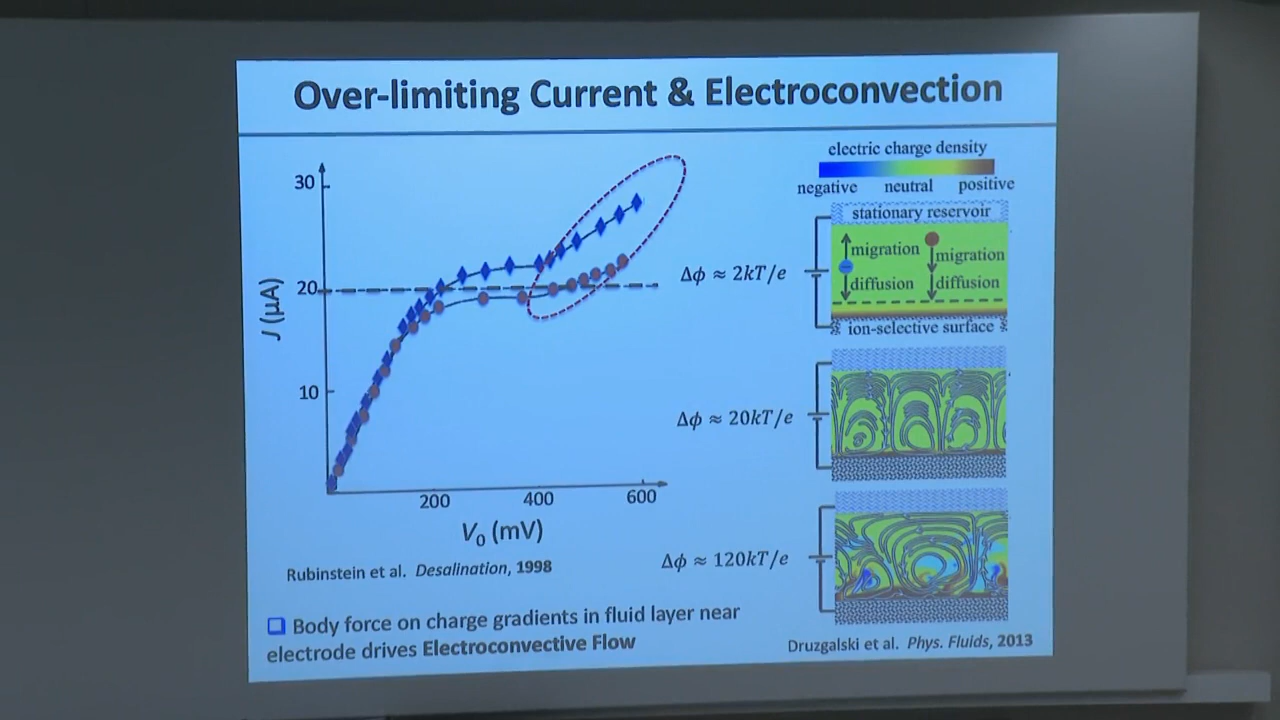 Over-limiting Current & Electroconvection
30
20
10
J (μA)
200
400
600
V₀ (mV)
Rubinstein et al. Desalination, 1998
❑ Body force on charge gradients in fluid layer near
electrode drives Electroconvective Flow
electric charge density
negative neutral positive
stationary reservoir
Δϕ ≈ 2kT/e
migration
migration
diffusion
diffusion
ion-selective surface
Δϕ ≈ 20kT/e
Δϕ ≈ 120kT/e
Druzgalski et al. Phys. Fluids, 2013